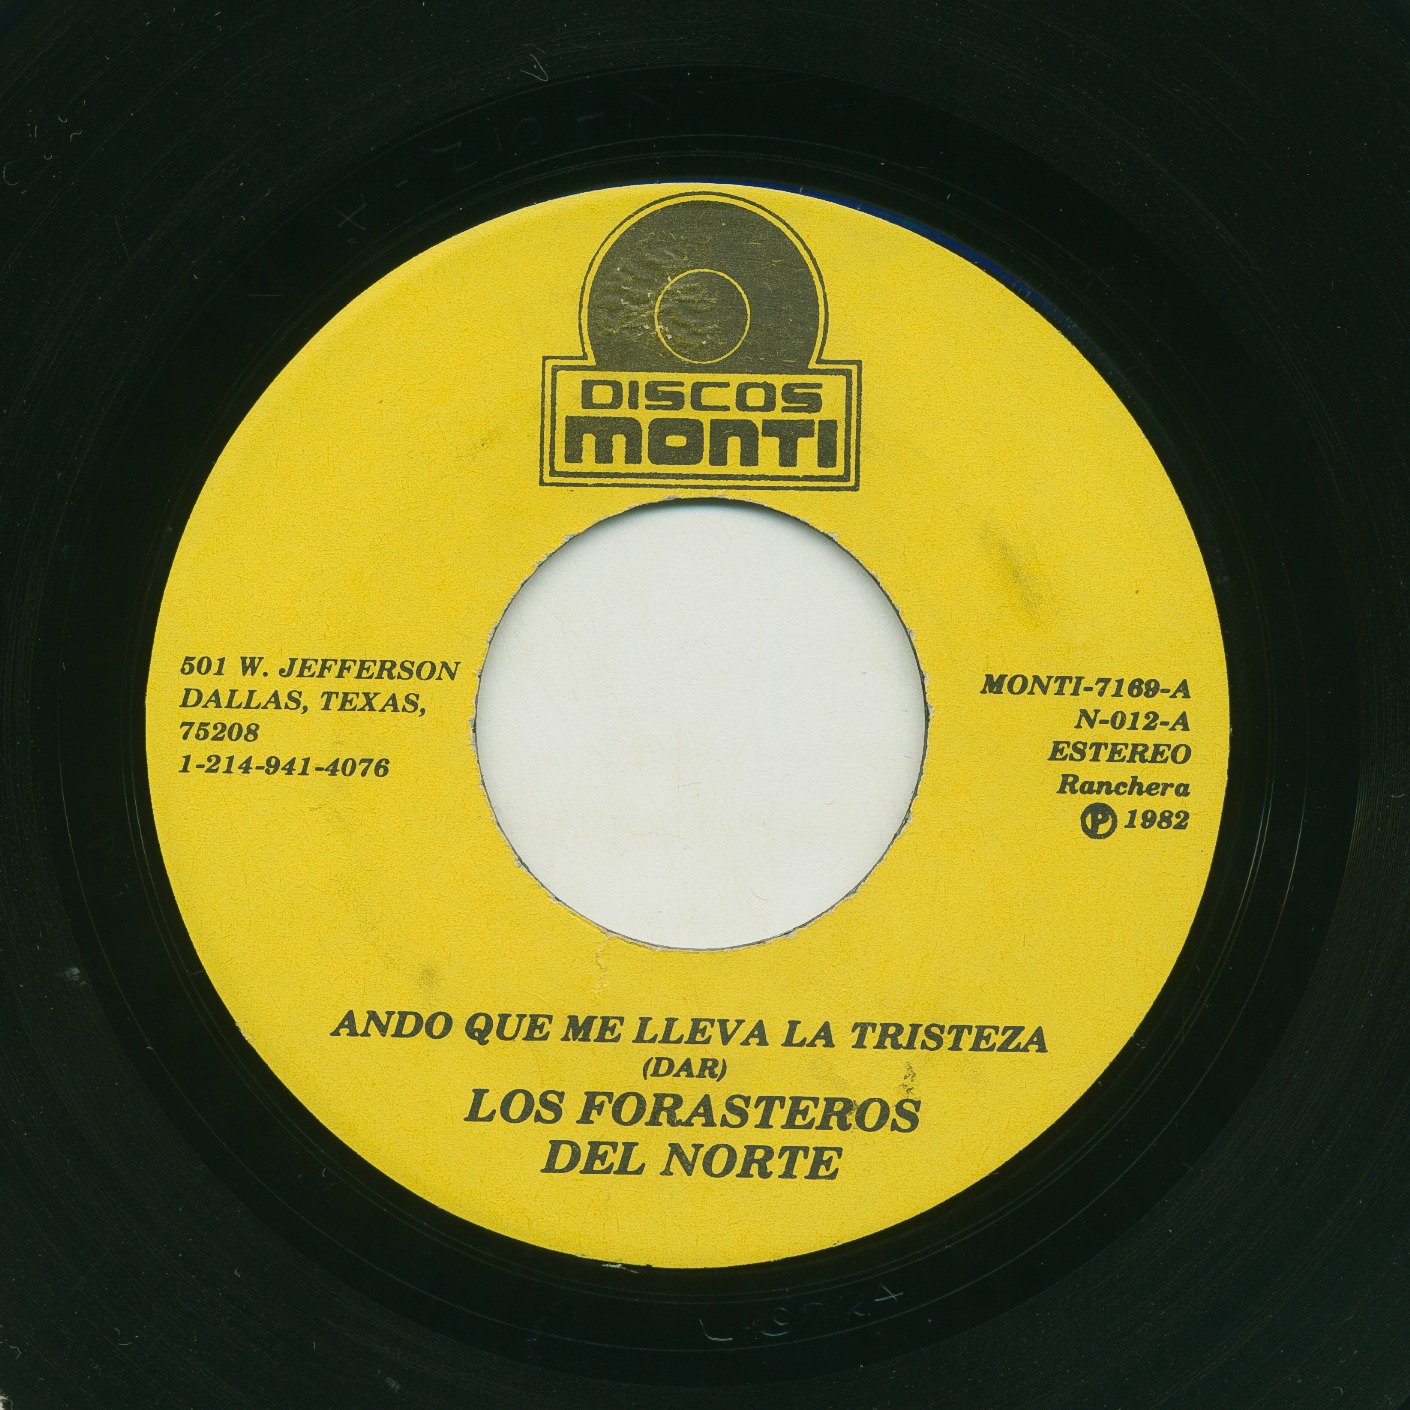 DISCOS
MONTI
501 W. JEFFERSON
DALLAS, TEXAS,
75208
1-214-941-4076
MONTI-7169-A
N-012-A
ESTEREO
Ranchera
Ⓟ 1982
ANDO QUE ME LLEVA LA TRISTEZA
(DAR)
LOS FORASTEROS
DEL NORTE